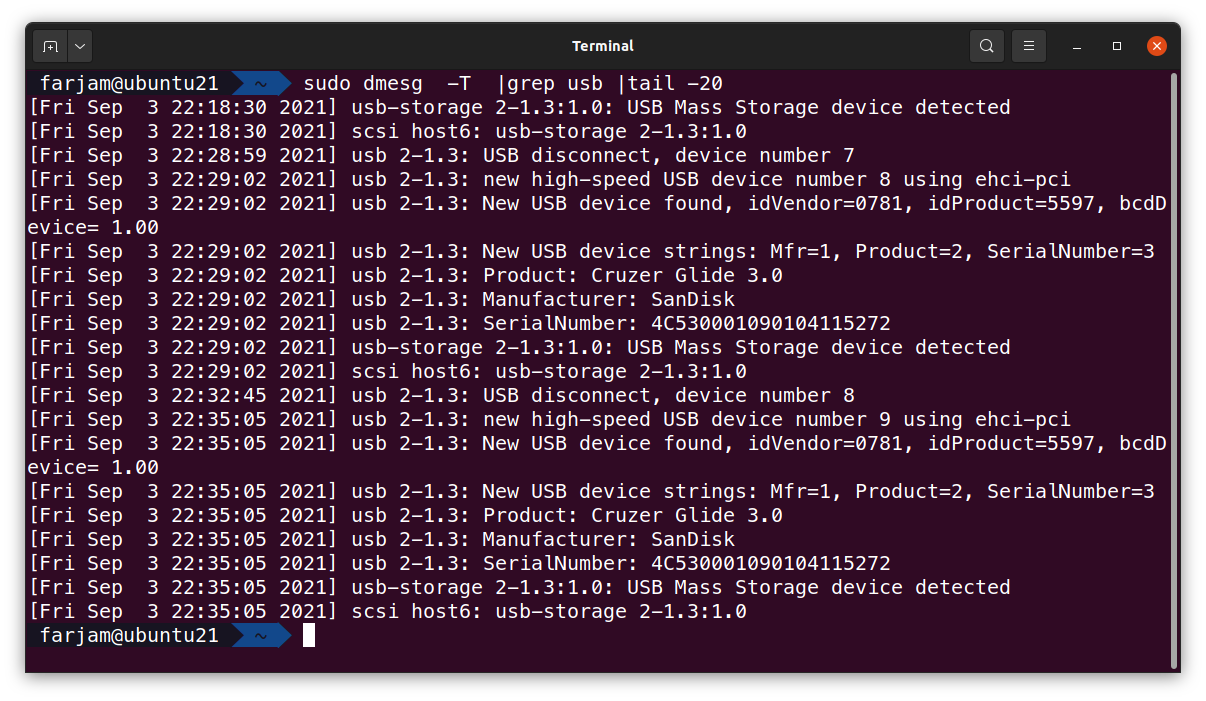 Terminal
farjam@ubuntu21 ~ sudo dmesg  -T  |grep usb |tail -20
[Fri Sep  3 22:18:30 2021] usb-storage 2-1.3:1.0: USB Mass Storage device detected
[Fri Sep  3 22:18:30 2021] scsi host6: usb-storage 2-1.3:1.0
[Fri Sep  3 22:28:59 2021] usb 2-1.3: USB disconnect, device number 7
[Fri Sep  3 22:29:02 2021] usb 2-1.3: new high-speed USB device number 8 using ehci-pci
[Fri Sep  3 22:29:02 2021] usb 2-1.3: New USB device found, idVendor=0781, idProduct=5597, bcdD
evice= 1.00
[Fri Sep  3 22:29:02 2021] usb 2-1.3: New USB device strings: Mfr=1, Product=2, SerialNumber=3
[Fri Sep  3 22:29:02 2021] usb 2-1.3: Product: Cruzer Glide 3.0
[Fri Sep  3 22:29:02 2021] usb 2-1.3: Manufacturer: SanDisk
[Fri Sep  3 22:29:02 2021] usb 2-1.3: SerialNumber: 4C530001090104115272
[Fri Sep  3 22:29:02 2021] usb-storage 2-1.3:1.0: USB Mass Storage device detected
[Fri Sep  3 22:29:02 2021] scsi host6: usb-storage 2-1.3:1.0
[Fri Sep  3 22:32:45 2021] usb 2-1.3: USB disconnect, device number 8
[Fri Sep  3 22:35:05 2021] usb 2-1.3: new high-speed USB device number 9 using ehci-pci
[Fri Sep  3 22:35:05 2021] usb 2-1.3: New USB device found, idVendor=0781, idProduct=5597, bcdD
evice= 1.00
[Fri Sep  3 22:35:05 2021] usb 2-1.3: New USB device strings: Mfr=1, Product=2, SerialNumber=3
[Fri Sep  3 22:35:05 2021] usb 2-1.3: Product: Cruzer Glide 3.0
[Fri Sep  3 22:35:05 2021] usb 2-1.3: Manufacturer: SanDisk
[Fri Sep  3 22:35:05 2021] usb 2-1.3: SerialNumber: 4C530001090104115272
[Fri Sep  3 22:35:05 2021] usb-storage 2-1.3:1.0: USB Mass Storage device detected
[Fri Sep  3 22:35:05 2021] scsi host6: usb-storage 2-1.3:1.0
farjam@ubuntu21 ~